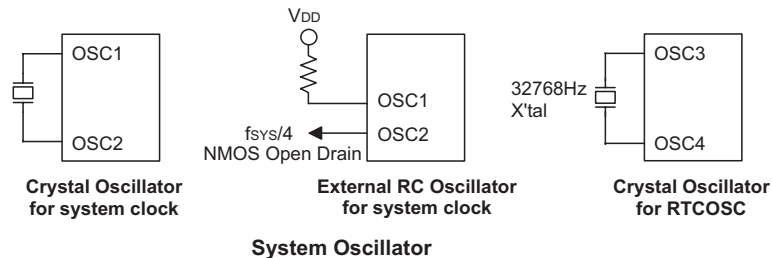 OSC1
OSC2
Crystal Oscillator
for system clock
VDD
OSC1
fSYS/4
OSC2
NMOS Open Drain
External RC Oscillator
for system clock
OSC3
32768Hz
X'tal
OSC4
Crystal Oscillator
for RTCOSC
System Oscillator